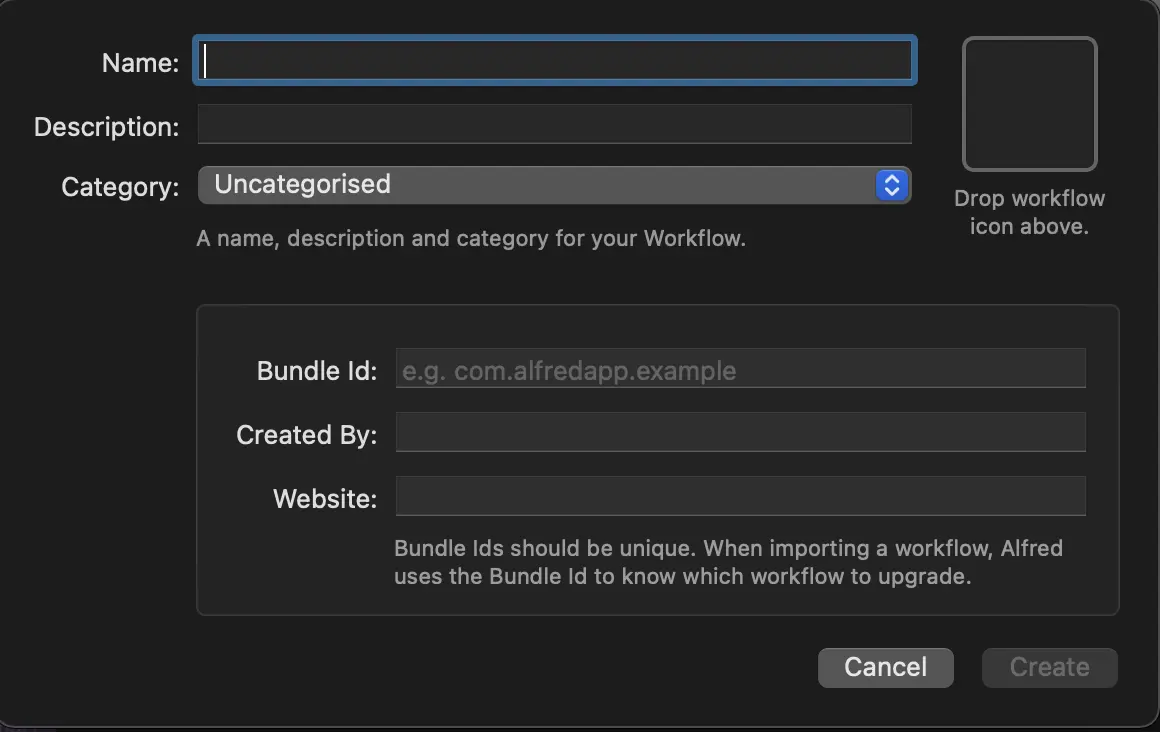 Name:
Description:
Category: Uncategorised
Drop workflow
icon above.
A name, description and category for your Workflow.
Bundle Id: e.g. com.alfredapp.example
Created By:
Website:
Bundle Ids should be unique. When importing a workflow, Alfred
uses the Bundle Id to know which workflow to upgrade.
Cancel Create